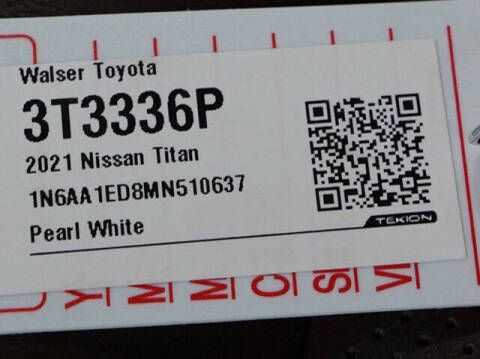 Walser Toyota
3T3336P
2021 Nissan Titan
1N6AA1ED8MN510637
Pearl White
TEKION
Y
M
M
C
S
V